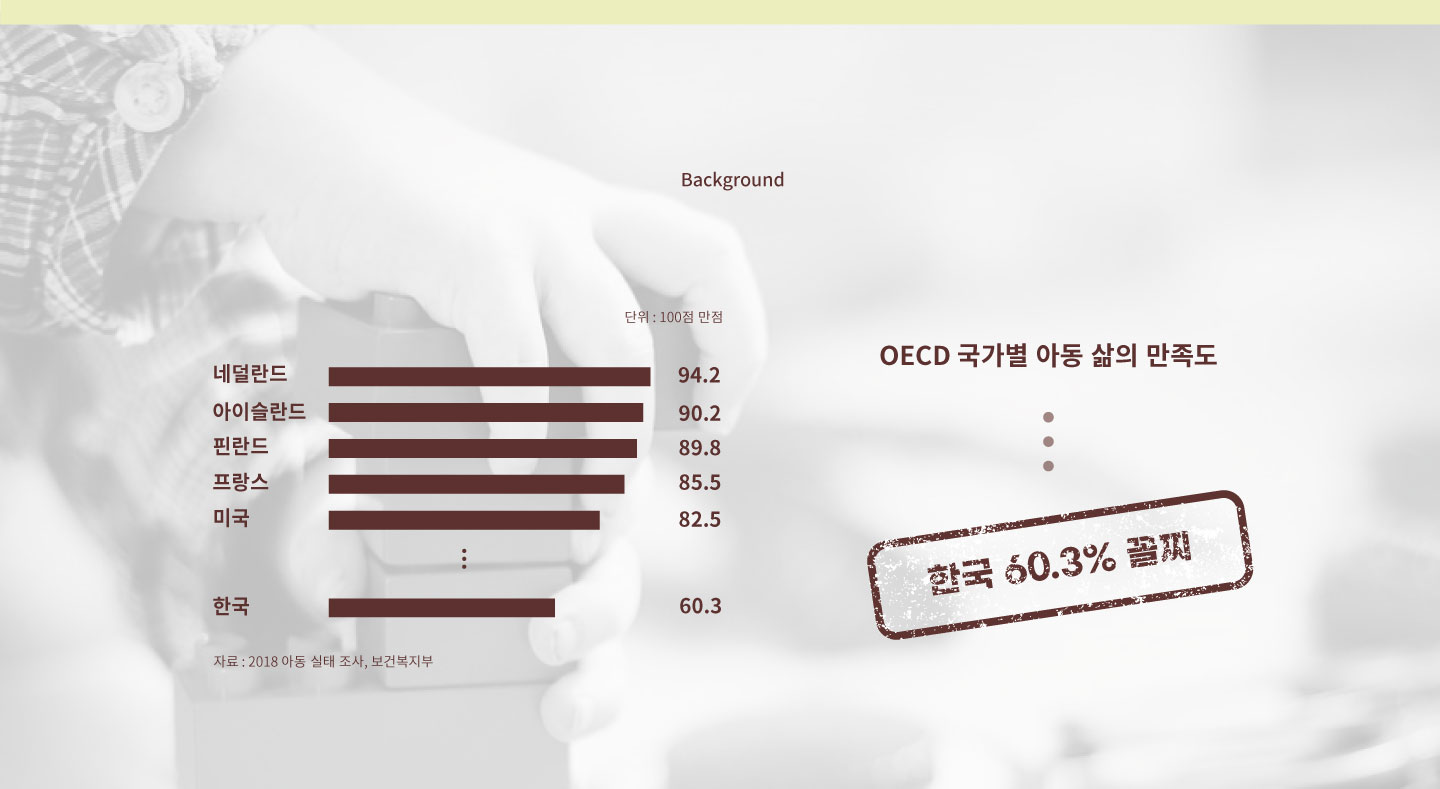 Background
단위 : 100점 만점
네덜란드 94.2
아이슬란드 90.2
핀란드 89.8
프랑스 85.5
미국 82.5
한국 60.3
자료 : 2018 아동 실태 조사, 보건복지부
OECD 국가별 아동 삶의 만족도
한국 60.3% 꼴찌